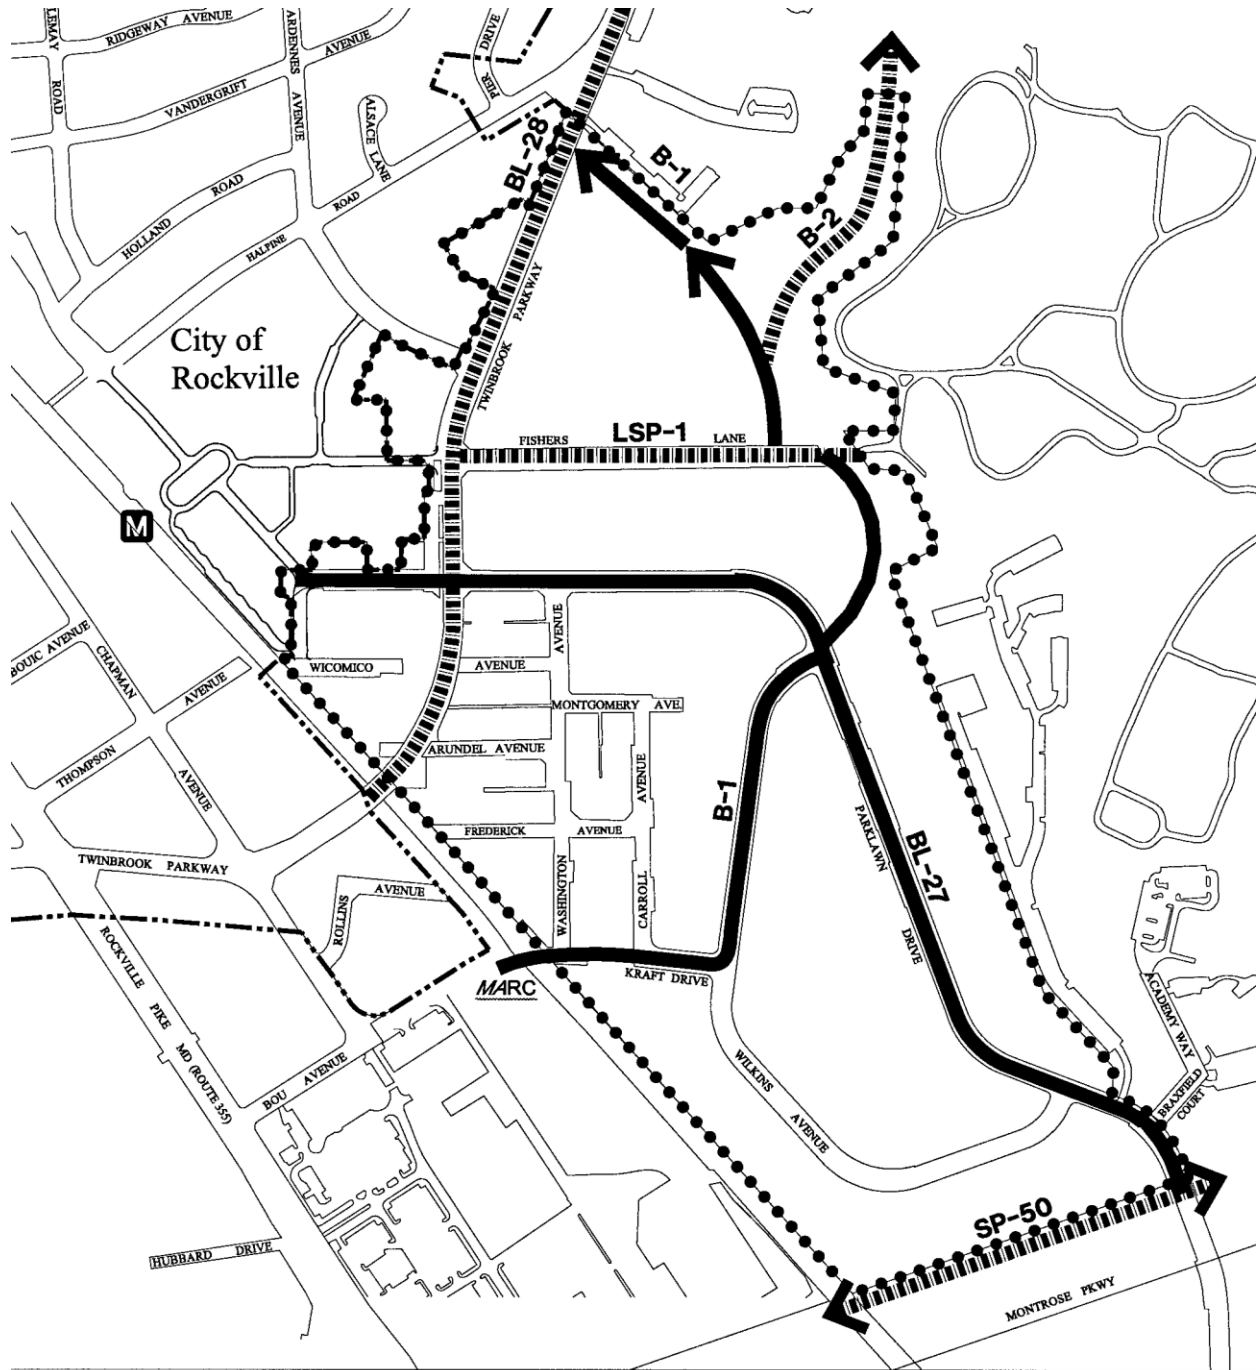 LEMAY
ROAD
RIDGEWAY AVENUE
ARDENNES
AVENUE
AVENUE
VANDERGRIFT
PIER
DRIVE
ALSACE LANE
HOLLAND ROAD
HALPINE
ROAD
BL-28
B-1
B-2
TWINBROOK PARKWAY
City of
Rockville
FISHERS
LSP-1
LANE
M
BOUIC AVENUE
CHAPMAN
AVENUE
THOMPSON
AVENUE
WICOMICO
AVENUE
AVENUE
MONTGOMERY AVE.
ARUNDEL AVENUE
AVENUE
B-1
PARKLAWN
DRIVE
BL-27
FREDERICK AVENUE
TWINBROOK PARKWAY
ROLLINS
AVENUE
WASHINGTON
CARROLL
ROCKVILLE PIKE MD (ROUTE 355)
MARC
KRAFT DRIVE
WILKINS
AVENUE
ACADEMY WAY
BRAXFIELD
COURT
BOU AVENUE
SP-50
HUBBARD DRIVE
MONTROSE PKWY